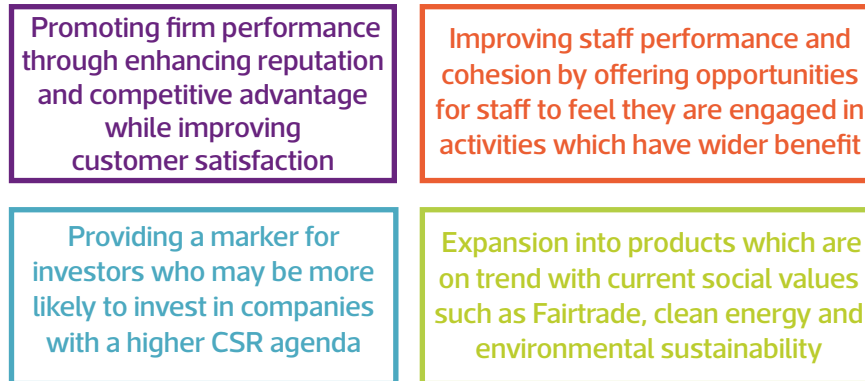 Promoting firm performance
through enhancing reputation
and competitive advantage
while improving
customer satisfaction
Improving staff performance and
cohesion by offering opportunities
for staff to feel they are engaged in
activities which have wider benefit
Providing a marker for
investors who may be more
likely to invest in companies
with a higher CSR agenda
Expansion into products which are
on trend with current social values
such as Fairtrade, clean energy and
environmental sustainability